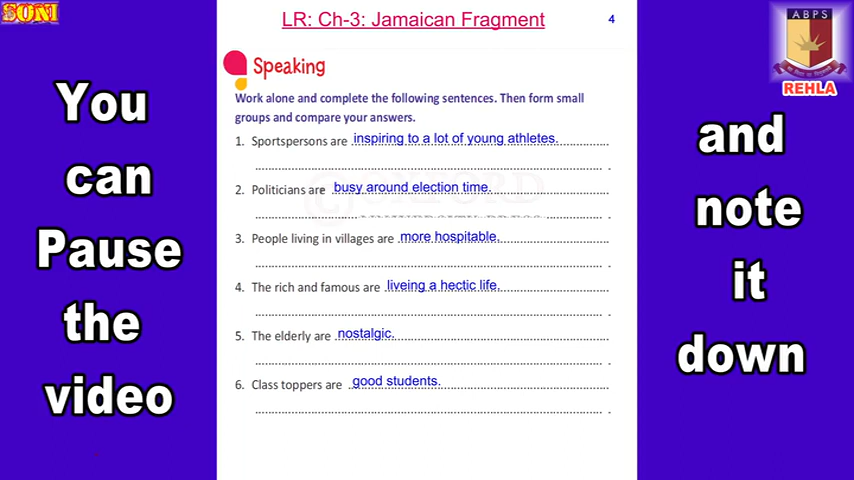 SONI
LR: Ch-3: Jamaican Fragment
4
ABPS
REHLA
You
can
Pause
the
video
and
note
it
down
Speaking
Work alone and complete the following sentences. Then form small
groups and compare your answers.
1. Sportspersons are inspiring to a lot of young athletes.
2. Politicians are busy around election time.
3. People living in villages are more hospitable.
4. The rich and famous are liveing a hectic life.
5. The elderly are nostalgic.
6. Class toppers are good students.